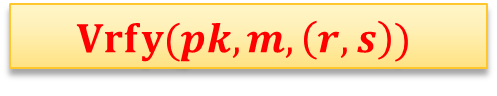 Vrfy(pk, m, (r, s))